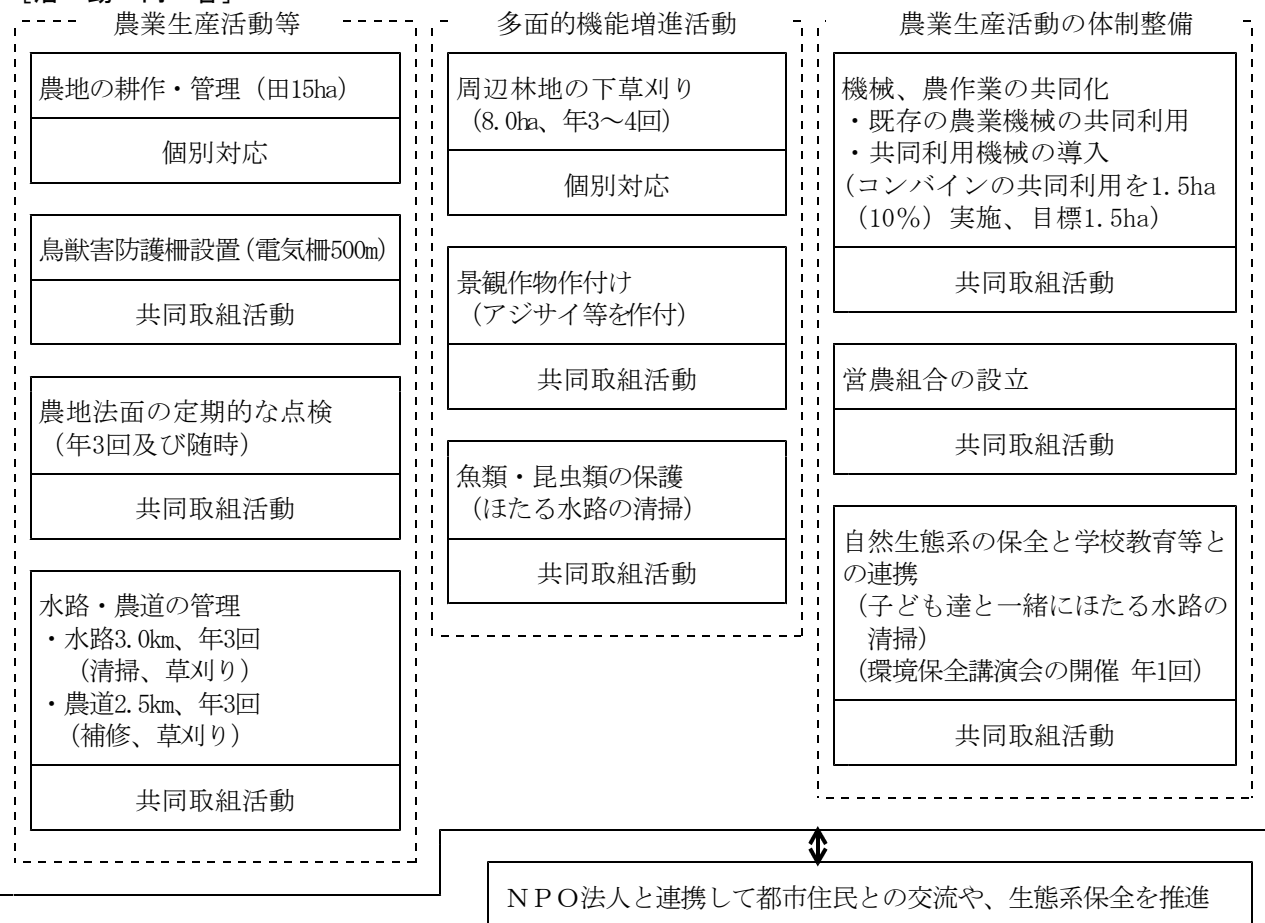 [活 動 内 容]
農業生産活動等
農地の耕作・管理（田15ha）
個別対応
鳥獣害防護柵設置(電気柵500m)
共同取組活動
農地法面の定期的な点検
（年3回及び随時）
共同取組活動
水路・農道の管理
・水路3.0km、年3回
（清掃、草刈り）
・農道2.5km、年3回
（補修、草刈り）
共同取組活動
多面的機能増進活動
周辺林地の下草刈り
（8.0ha、年3～4回）
個別対応
景観作物作付け
（アジサイ等を作付）
共同取組活動
魚類・昆虫類の保護
（ほたる水路の清掃）
共同取組活動
農業生産活動の体制整備
機械、農作業の共同化
・既存の農業機械の共同利用
・共同利用機械の導入
（コンバインの共同利用を1.5ha
（10％）実施、目標1.5ha）
共同取組活動
営農組合の設立
共同取組活動
自然生態系の保全と学校教育等と
の連携
（子ども達と一緒にほたる水路の
清掃）
（環境保全講演会の開催 年1回）
共同取組活動
ＮＰＯ法人と連携して都市住民との交流や、生態系保全を推進